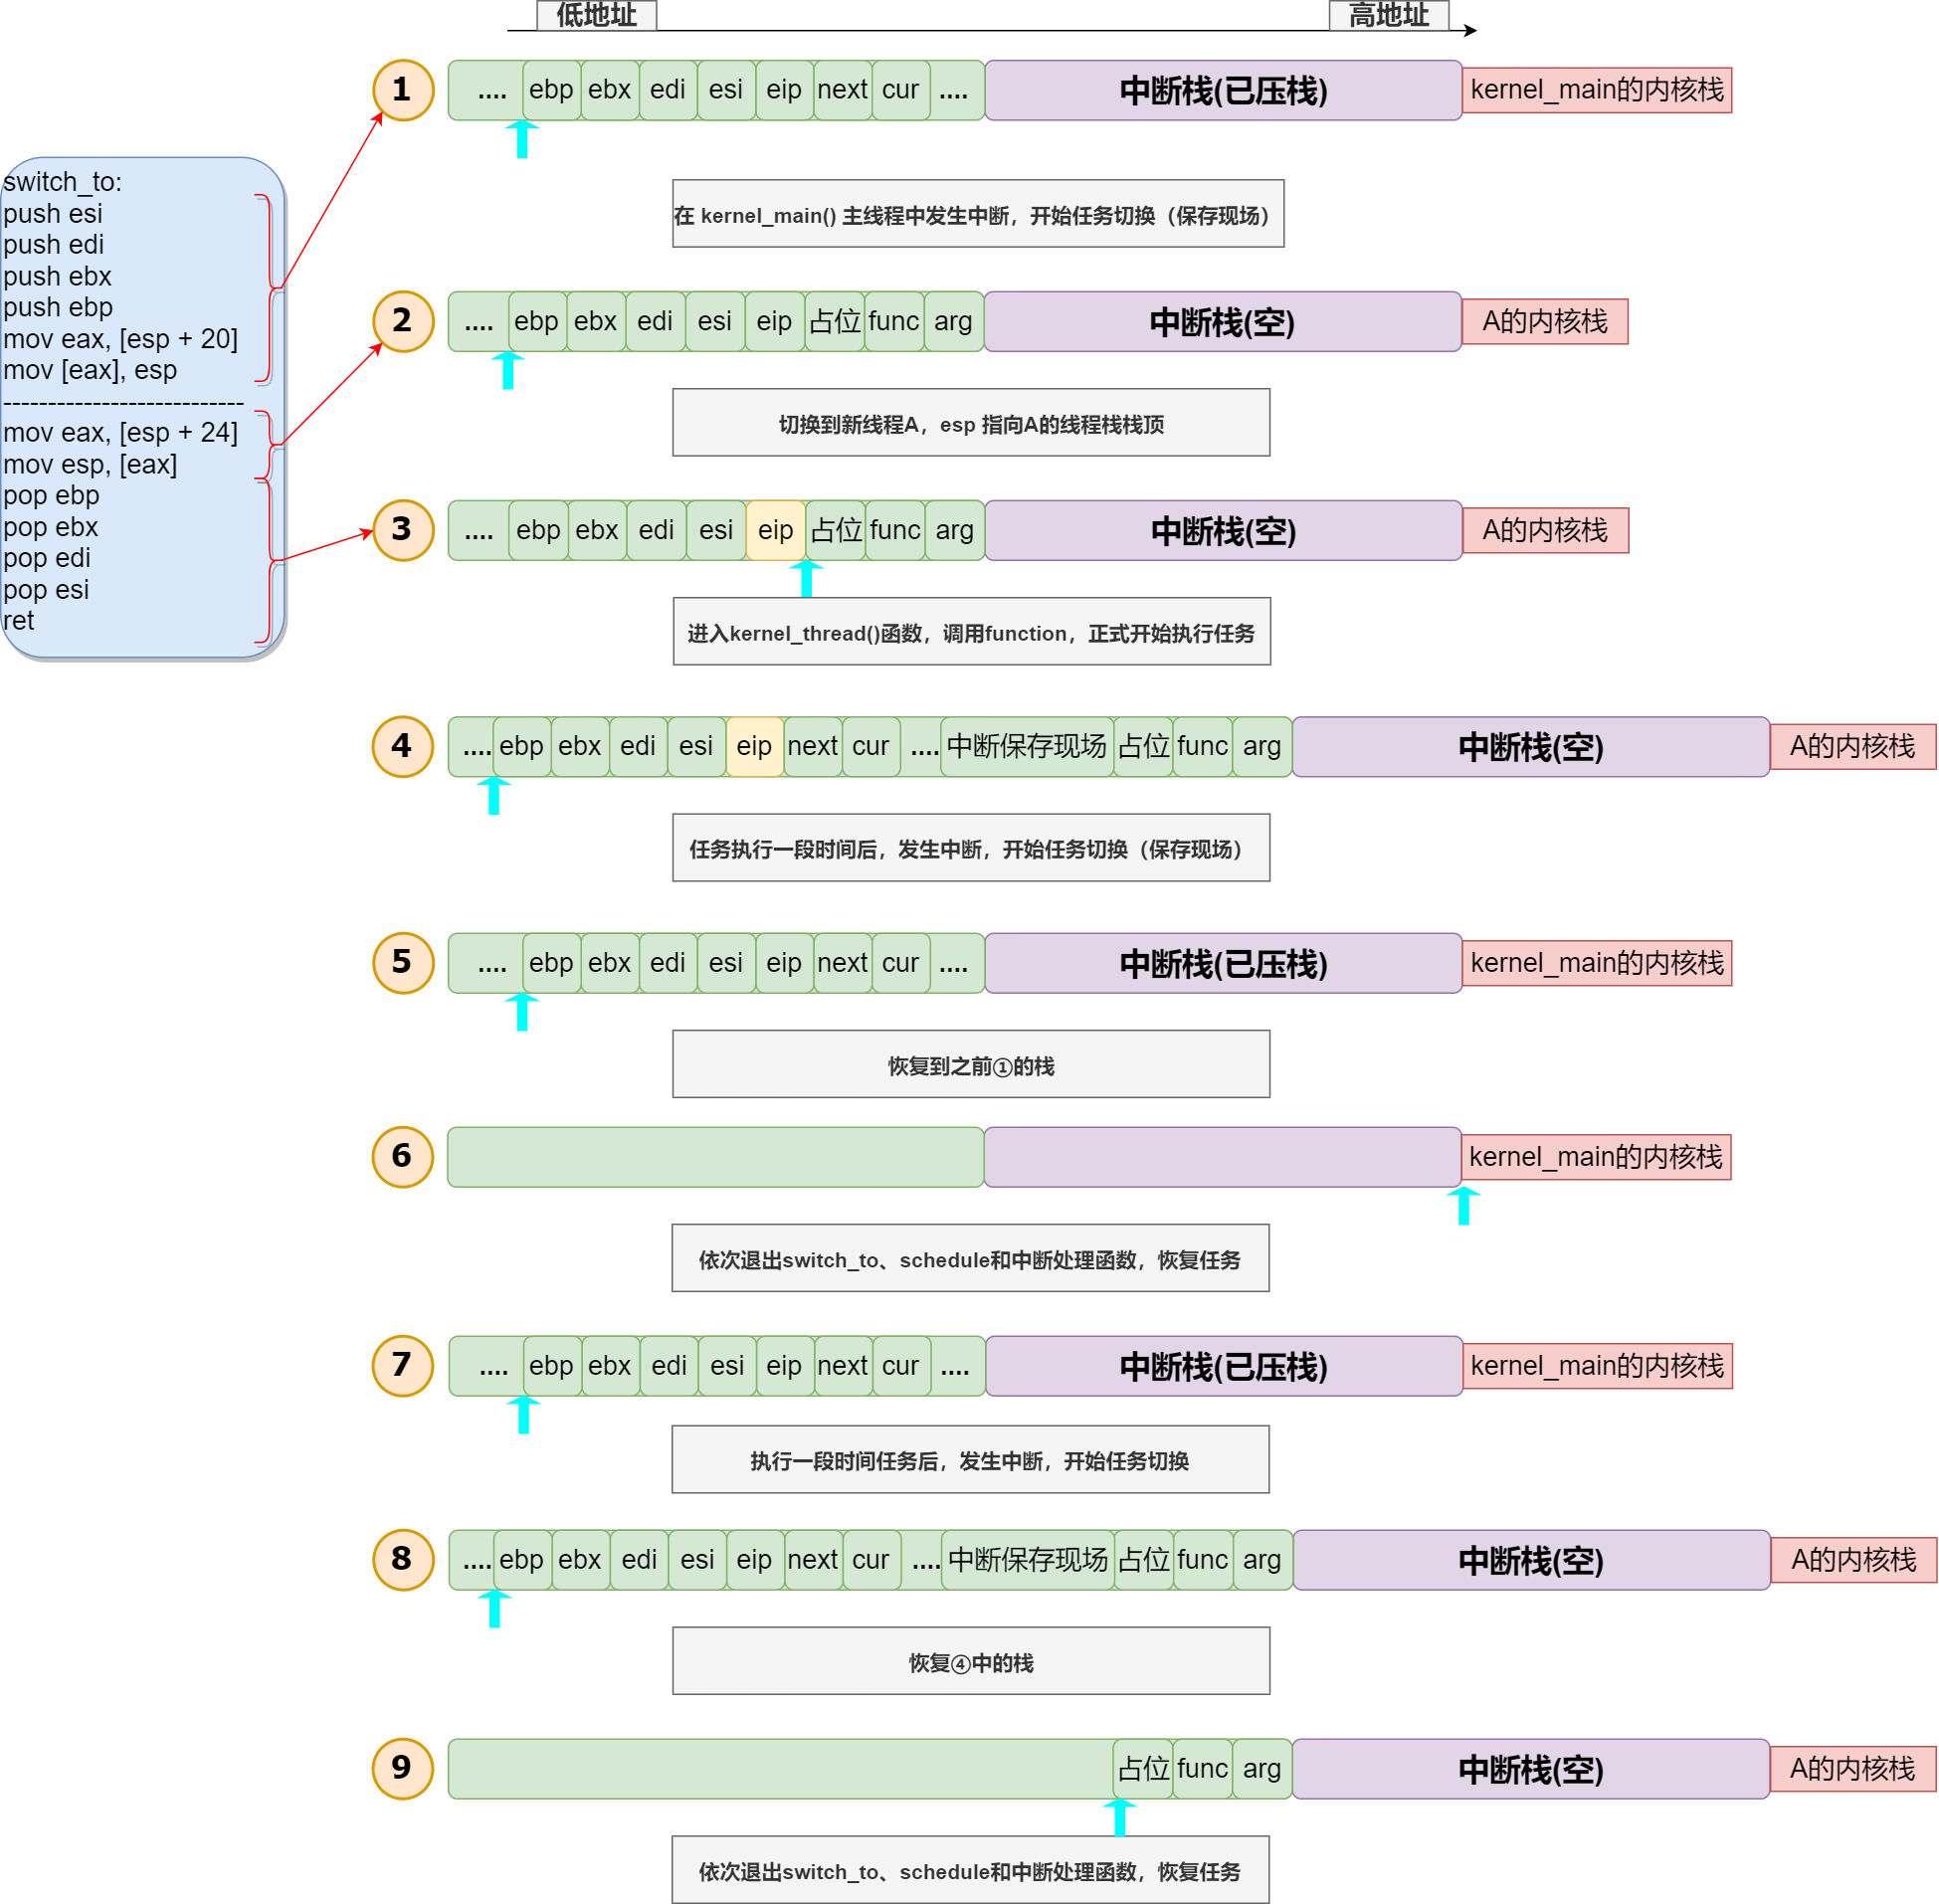 低地址 高地址
1 .... ebp ebx edi esi eip next cur .... 中断栈(已压栈) kernel_main的内核栈
在 kernel_main() 主线程中发生中断，开始任务切换（保存现场）
switch_to:
push esi
push edi
push ebx
push ebp
mov eax, [esp + 20]
mov [eax], esp
---------------------------
mov eax, [esp + 24]
mov esp, [eax]
pop ebp
pop ebx
pop edi
pop esi
ret
2 .... ebp ebx edi esi eip 占位 func arg 中断栈(空) A的内核栈
切换到新线程A，esp 指向A的线程栈栈顶
3 .... ebp ebx edi esi eip 占位 func arg 中断栈(空) A的内核栈
进入kernel_thread()函数，调用function，正式开始执行任务
4 .... ebp ebx edi esi eip next cur .... 中断保存现场 占位 func arg 中断栈(空) A的内核栈
任务执行一段时间后，发生中断，开始任务切换（保存现场）
5 .... ebp ebx edi esi eip next cur .... 中断栈(已压栈) kernel_main的内核栈
恢复到之前①的栈
6 kernel_main的内核栈
依次退出switch_to、schedule和中断处理函数，恢复任务
7 .... ebp ebx edi esi eip next cur .... 中断栈(已压栈) kernel_main的内核栈
执行一段时间任务后，发生中断，开始任务切换
8 .... ebp ebx edi esi eip next cur .... 中断保存现场 占位 func arg 中断栈(空) A的内核栈
恢复④中的栈
9 占位 func arg 中断栈(空) A的内核栈
依次退出switch_to、schedule和中断处理函数，恢复任务